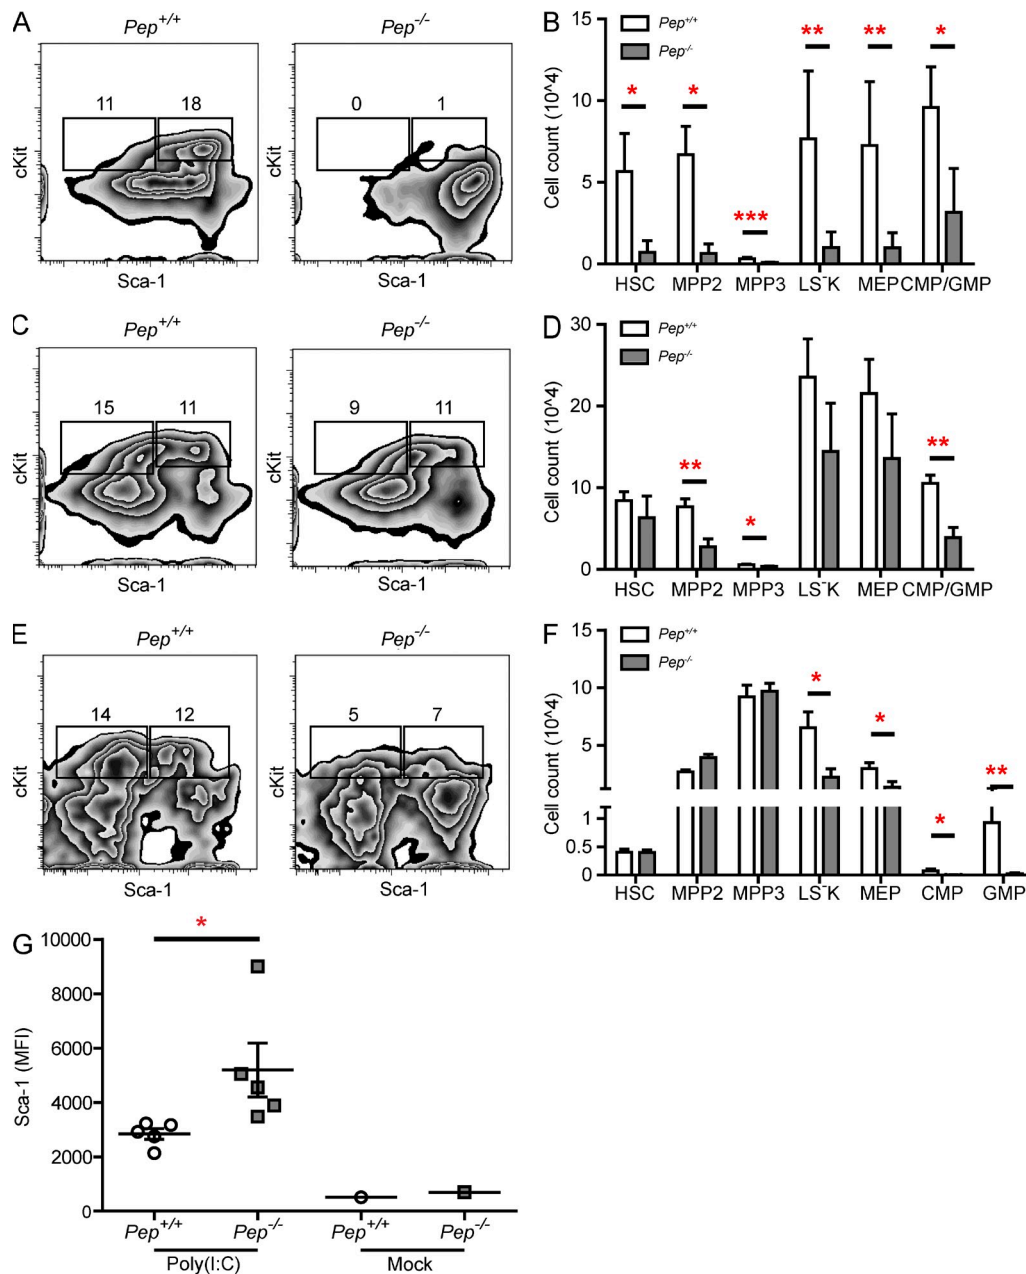 A
Pep+/+
Pep-/-
11
18
0
1
cKit
cKit
Sca-1
Sca-1
B
Pep+/+
Pep-/-
**
**
*
*
*
***
Cell count (10^4)
15
10
5
0
HSC
MPP2
MPP3
LS-K
MEP
CMP/GMP
C
Pep+/+
Pep-/-
15
11
9
11
cKit
cKit
Sca-1
Sca-1
D
Pep+/+
Pep-/-
**
*
**
Cell count (10^4)
30
20
10
0
HSC
MPP2
MPP3
LS-K
MEP
CMP/GMP
E
Pep+/+
Pep-/-
14
12
5
7
cKit
cKit
Sca-1
Sca-1
F
Pep+/+
Pep-/-
*
*
*
**
Cell count (10^4)
15
10
5
1
0.5
0
HSC
MPP2
MPP3
LS-K
MEP
CMP
GMP
G
*
Sca-1 (MFI)
10000
8000
6000
4000
2000
0
Pep+/+
Pep-/-
Pep+/+
Pep-/-
Poly(I:C)
Mock